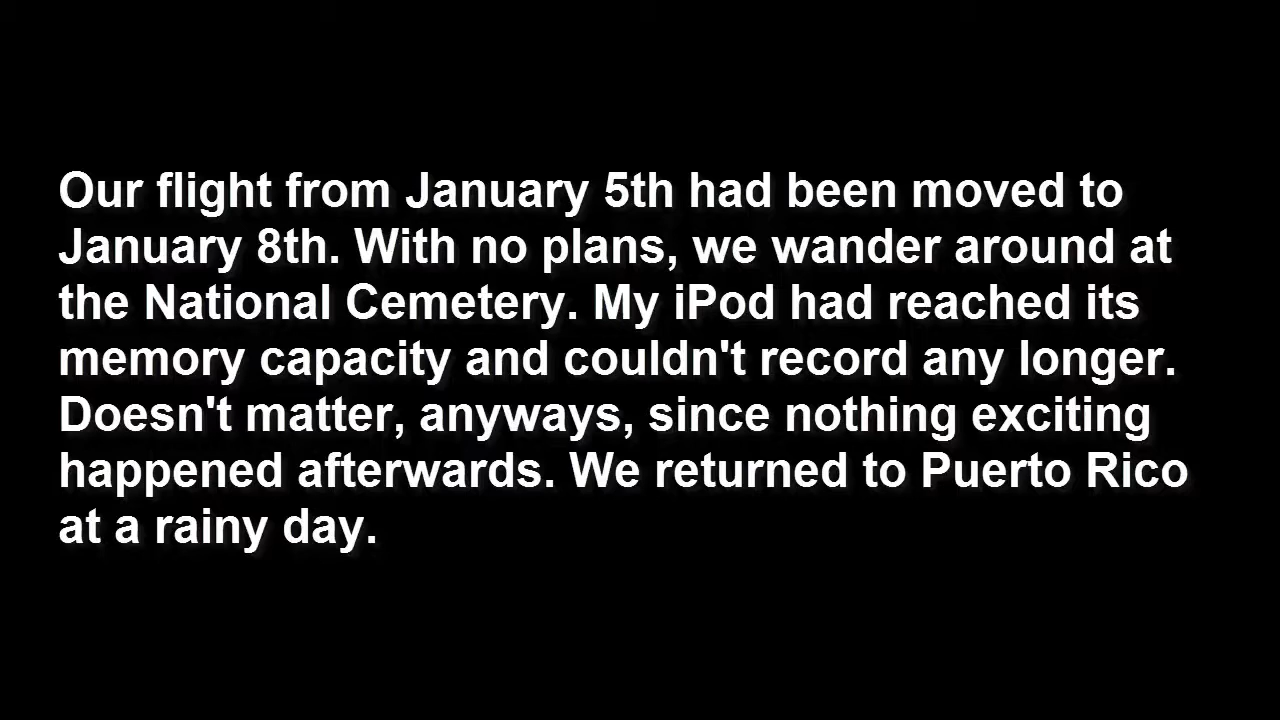 Our flight from January 5th had been moved to
January 8th. With no plans, we wander around at
the National Cemetery. My iPod had reached its
memory capacity and couldn't record any longer.
Doesn't matter, anyways, since nothing exciting
happened afterwards. We returned to Puerto Rico
at a rainy day.